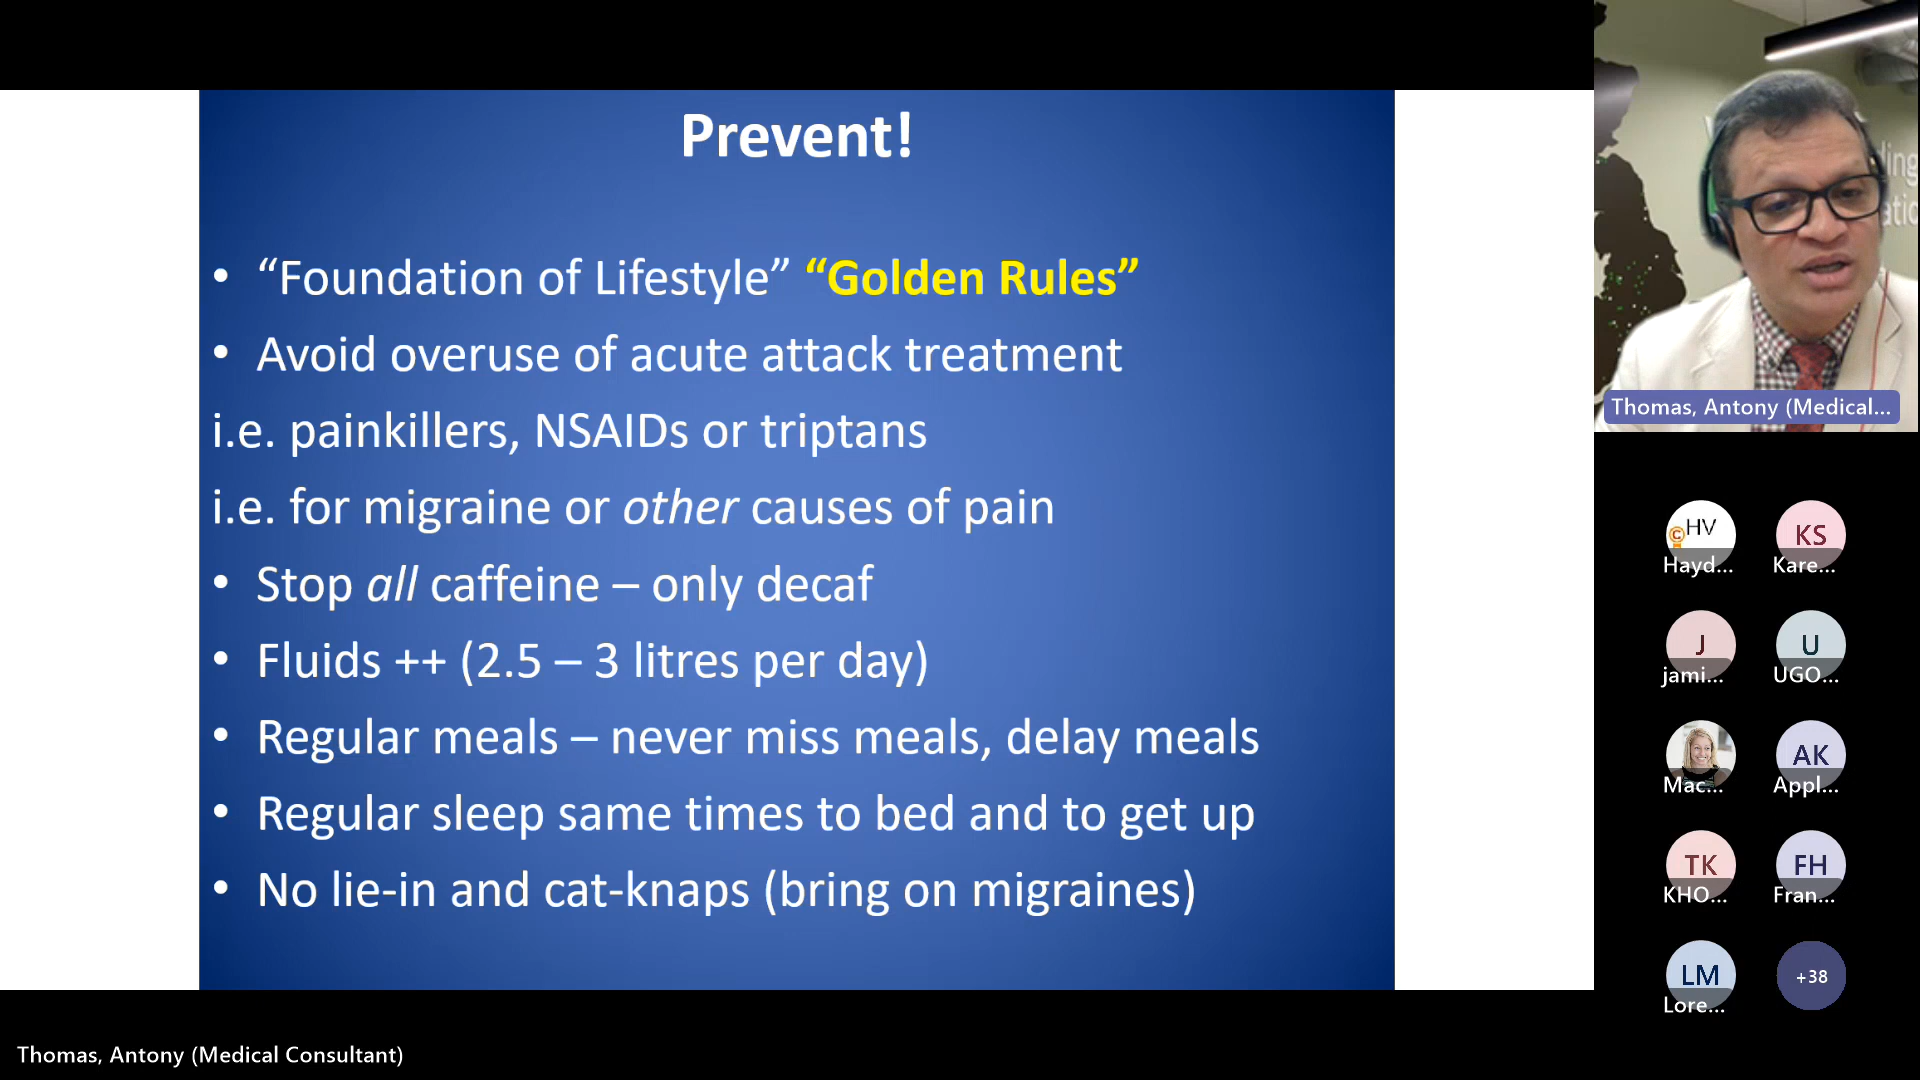 Prevent!
• “Foundation of Lifestyle” “Golden Rules”
• Avoid overuse of acute attack treatment
i.e. painkillers, NSAIDs or triptans
i.e. for migraine or other causes of pain
• Stop all caffeine – only decaf
• Fluids ++ (2.5 – 3 litres per day)
• Regular meals – never miss meals, delay meals
• Regular sleep same times to bed and to get up
• No lie-in and cat-knaps (bring on migraines)
Thomas, Antony (Medical...
HV
KS
Hayd...
Kare...
J
U
jami...
UGO...
AK
Mac...
Appl...
TK
FH
KHO...
Fran...
LM
+38
Lore...
Thomas, Antony (Medical Consultant)